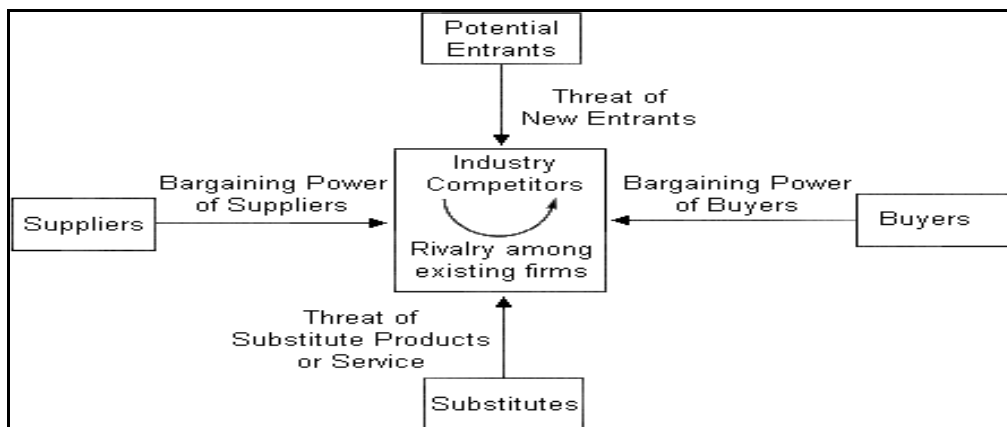 Potential
Entrants
Threat of
New Entrants
Industry
Competitors
Bargaining Power
of Suppliers
Bargaining Power
of Buyers
Suppliers
Buyers
Rivalry among
existing firms
Threat of
Substitute Products
or Service
Substitutes